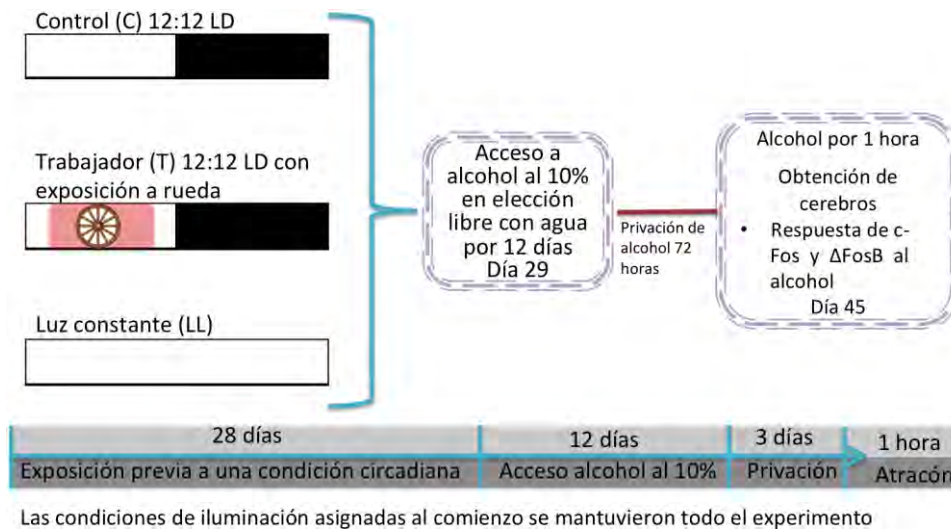 Control (C) 12:12 LD
Trabajador (T) 12:12 LD con
exposición a rueda
Luz constante (LL)
Acceso a
alcohol al 10%
en elección
libre con agua
por 12 días
Día 29
Privación de
alcohol 72
horas
Alcohol por 1 hora
Obtención de
cerebros
• Respuesta de c-
Fos y ΔFosB al
alcohol
Día 45
28 días
12 días
3 días
1 hora
Exposición previa a una condición circadiana
Acceso alcohol al 10%
Privación
Atracón
Las condiciones de iluminación asignadas al comienzo se mantuvieron todo el experimento